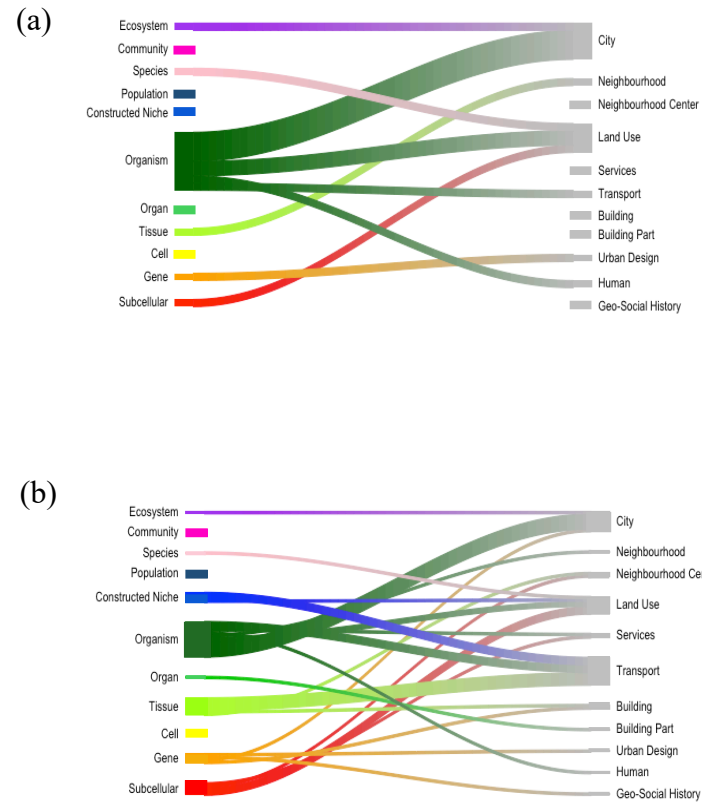 (a)
Ecosystem
Community
Species
Population
Constructed Niche
Organism
Organ
Tissue
Cell
Gene
Subcellular
City
Neighbourhood
Neighbourhood Center
Land Use
Services
Transport
Building
Building Part
Urban Design
Human
Geo-Social History
(b)
Ecosystem
Community
Species
Population
Constructed Niche
Organism
Organ
Tissue
Cell
Gene
Subcellular
City
Neighbourhood
Neighbourhood Ce
Land Use
Services
Transport
Building
Building Part
Urban Design
Human
Geo-Social History